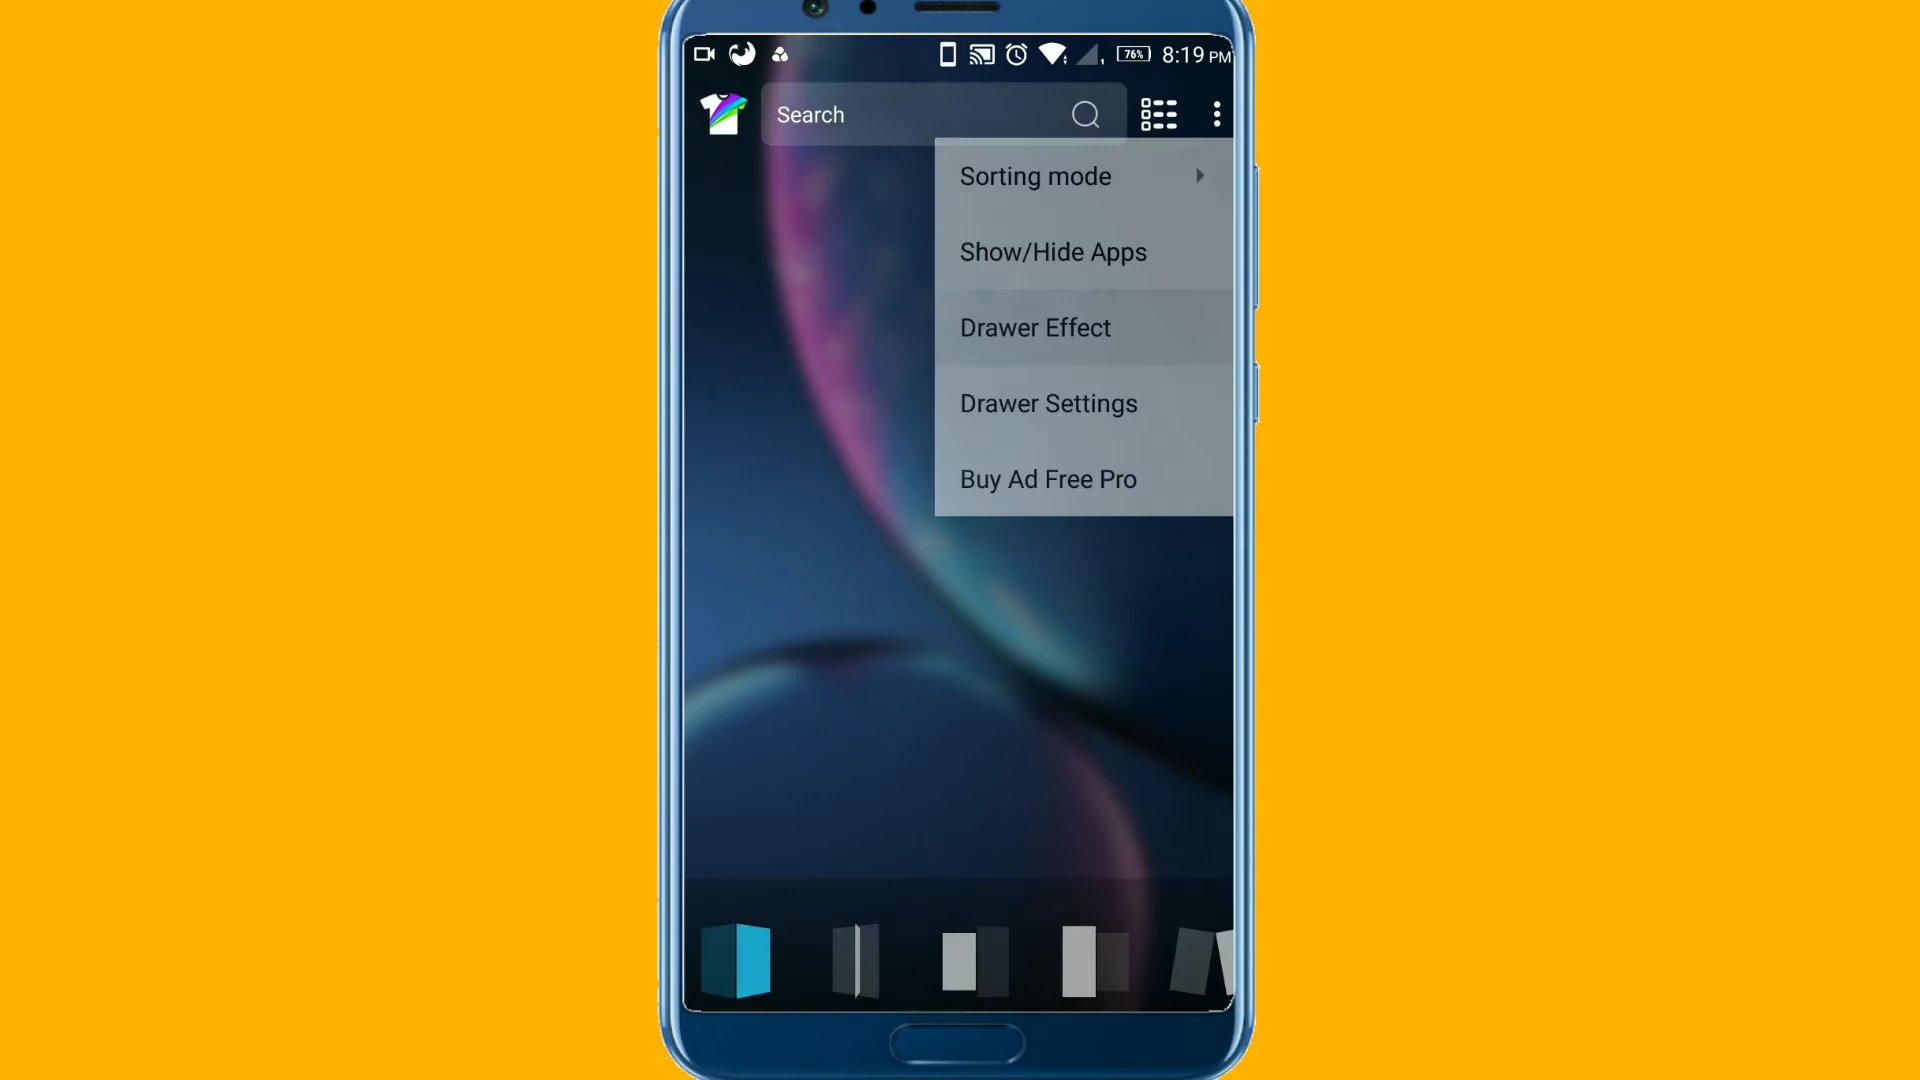 76% 8:19 PM
Search
Sorting mode
Show/Hide Apps
Drawer Effect
Drawer Settings
Buy Ad Free Pro